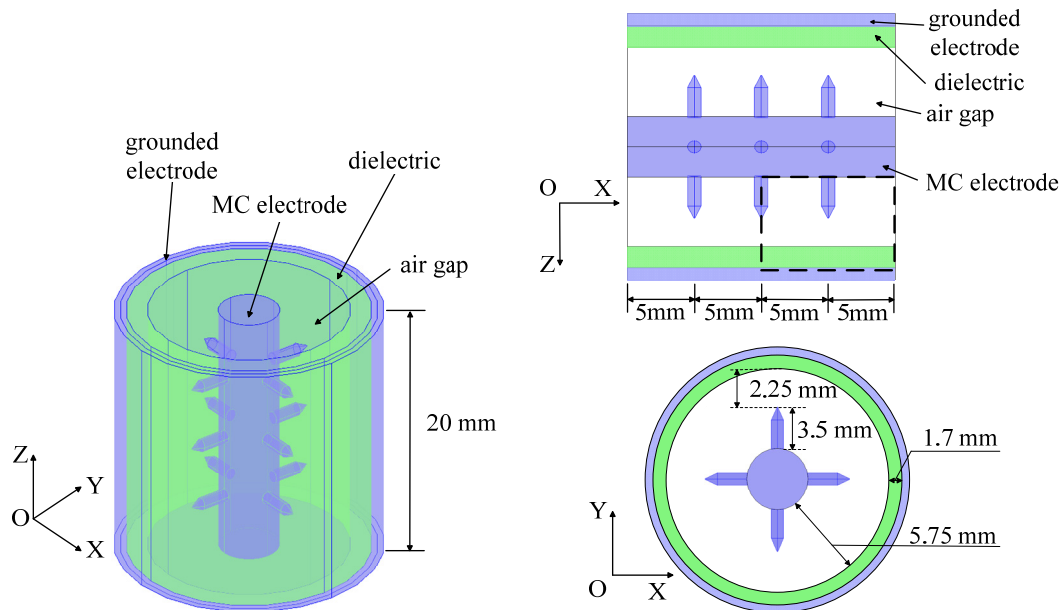 grounded
electrode
dielectric
MC electrode
air gap
20 mm
Z
Y
O
X
grounded
electrode
dielectric
air gap
MC electrode
O
X
Z
5mm
5mm
5mm
5mm
2.25 mm
3.5 mm
1.7 mm
5.75 mm
Y
O
X